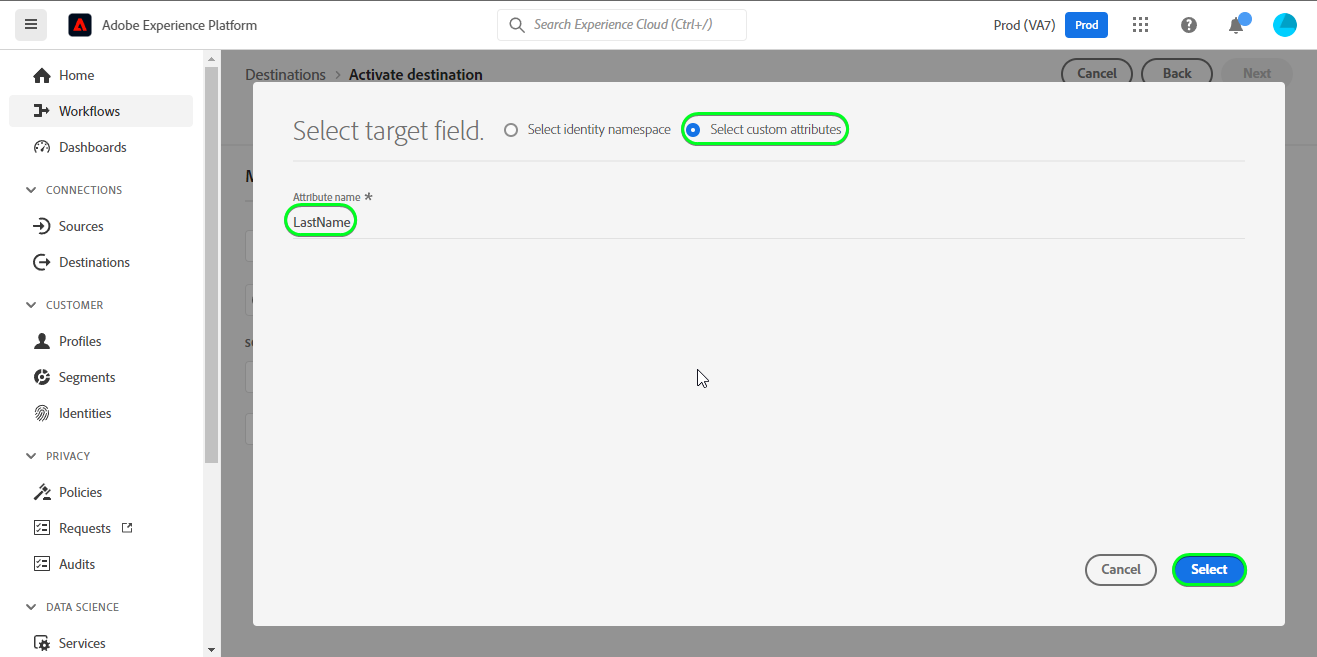 Adobe Experience Platform
Search Experience Cloud (Ctrl+/)
Prod (VA7)
Prod
Home
Workflows
Dashboards
CONNECTIONS
Sources
Destinations
CUSTOMER
Profiles
Segments
Identities
PRIVACY
Policies
Requests
Audits
DATA SCIENCE
Services
Destinations > Activate destination
Cancel
Back
Next
Select target field.
Select identity namespace
Select custom attributes
Attribute name *
LastName
Cancel
Select